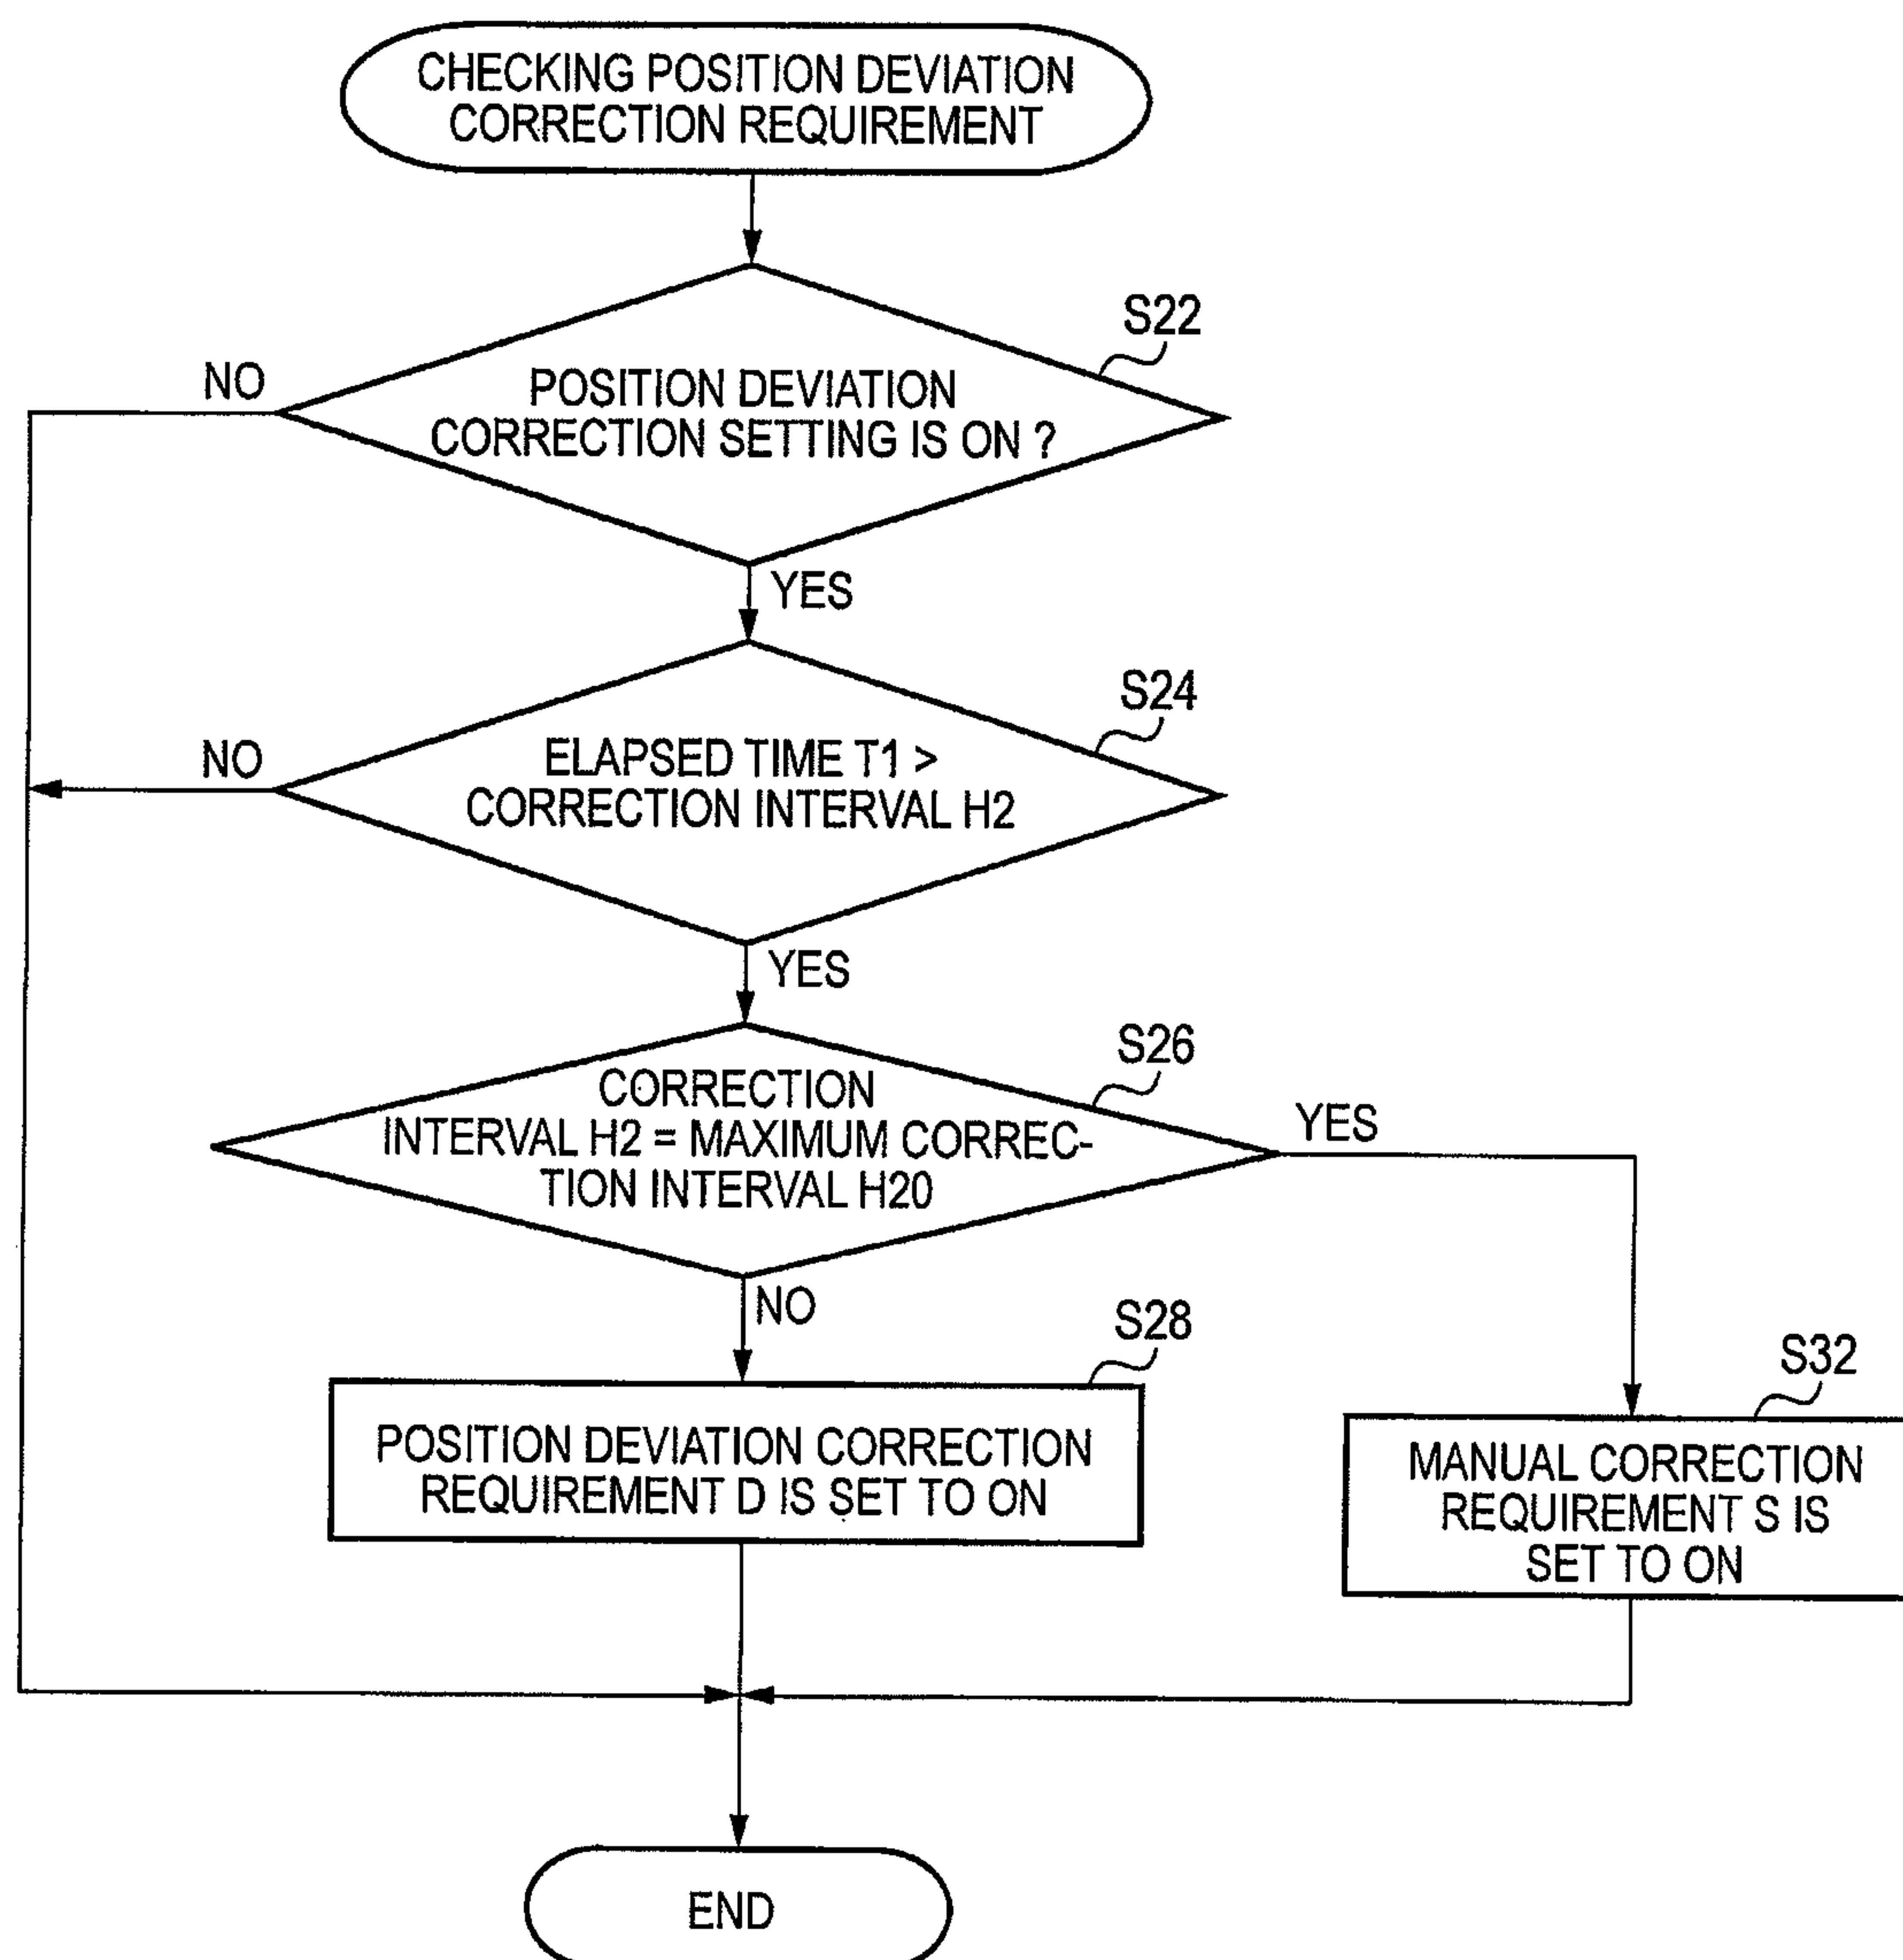 CHECKING POSITION DEVIATION
CORRECTION REQUIREMENT
S22
NO
POSITION DEVIATION
CORRECTION SETTING IS ON ?
YES
S24
NO
ELAPSED TIME T1 >
CORRECTION INTERVAL H2
YES
S26
CORRECTION
INTERVAL H2 = MAXIMUM CORREC-
TION INTERVAL H20
YES
NO
S28
POSITION DEVIATION CORRECTION
REQUIREMENT D IS SET TO ON
S32
MANUAL CORRECTION
REQUIREMENT S IS
SET TO ON
END